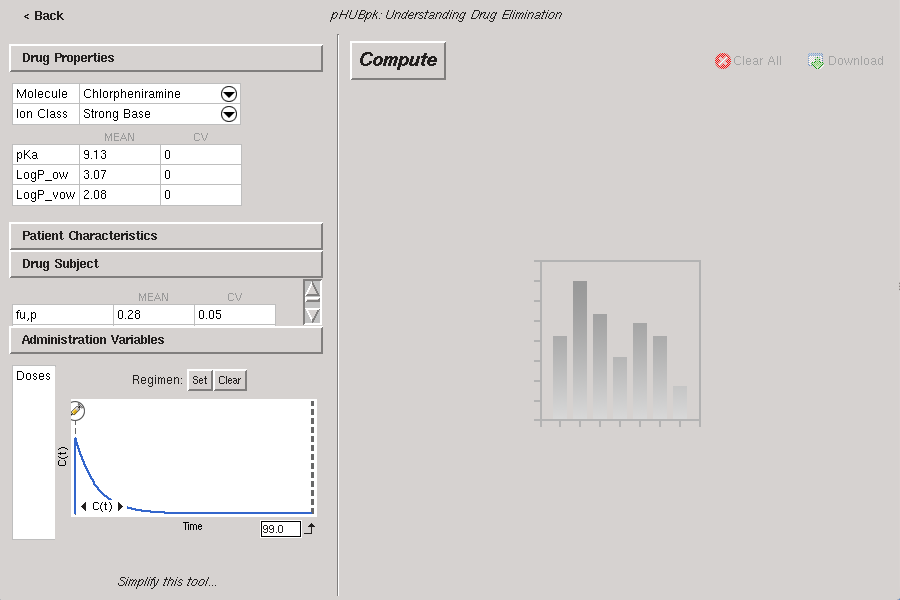 < Back
pHUBpk: Understanding Drug Elimination
Drug Properties
Compute
Clear All
Download
Molecule Chlorpheniramine
Ion Class Strong Base
MEAN CV
pKa 9.13 0
LogP_ow 3.07 0
LogP_vow 2.08 0
Patient Characteristics
Drug Subject
MEAN CV
fu,p 0.28 0.05
Administration Variables
Doses
Regimen: Set Clear
C(t)
C(t)
Time
99.0
Simplify this tool...